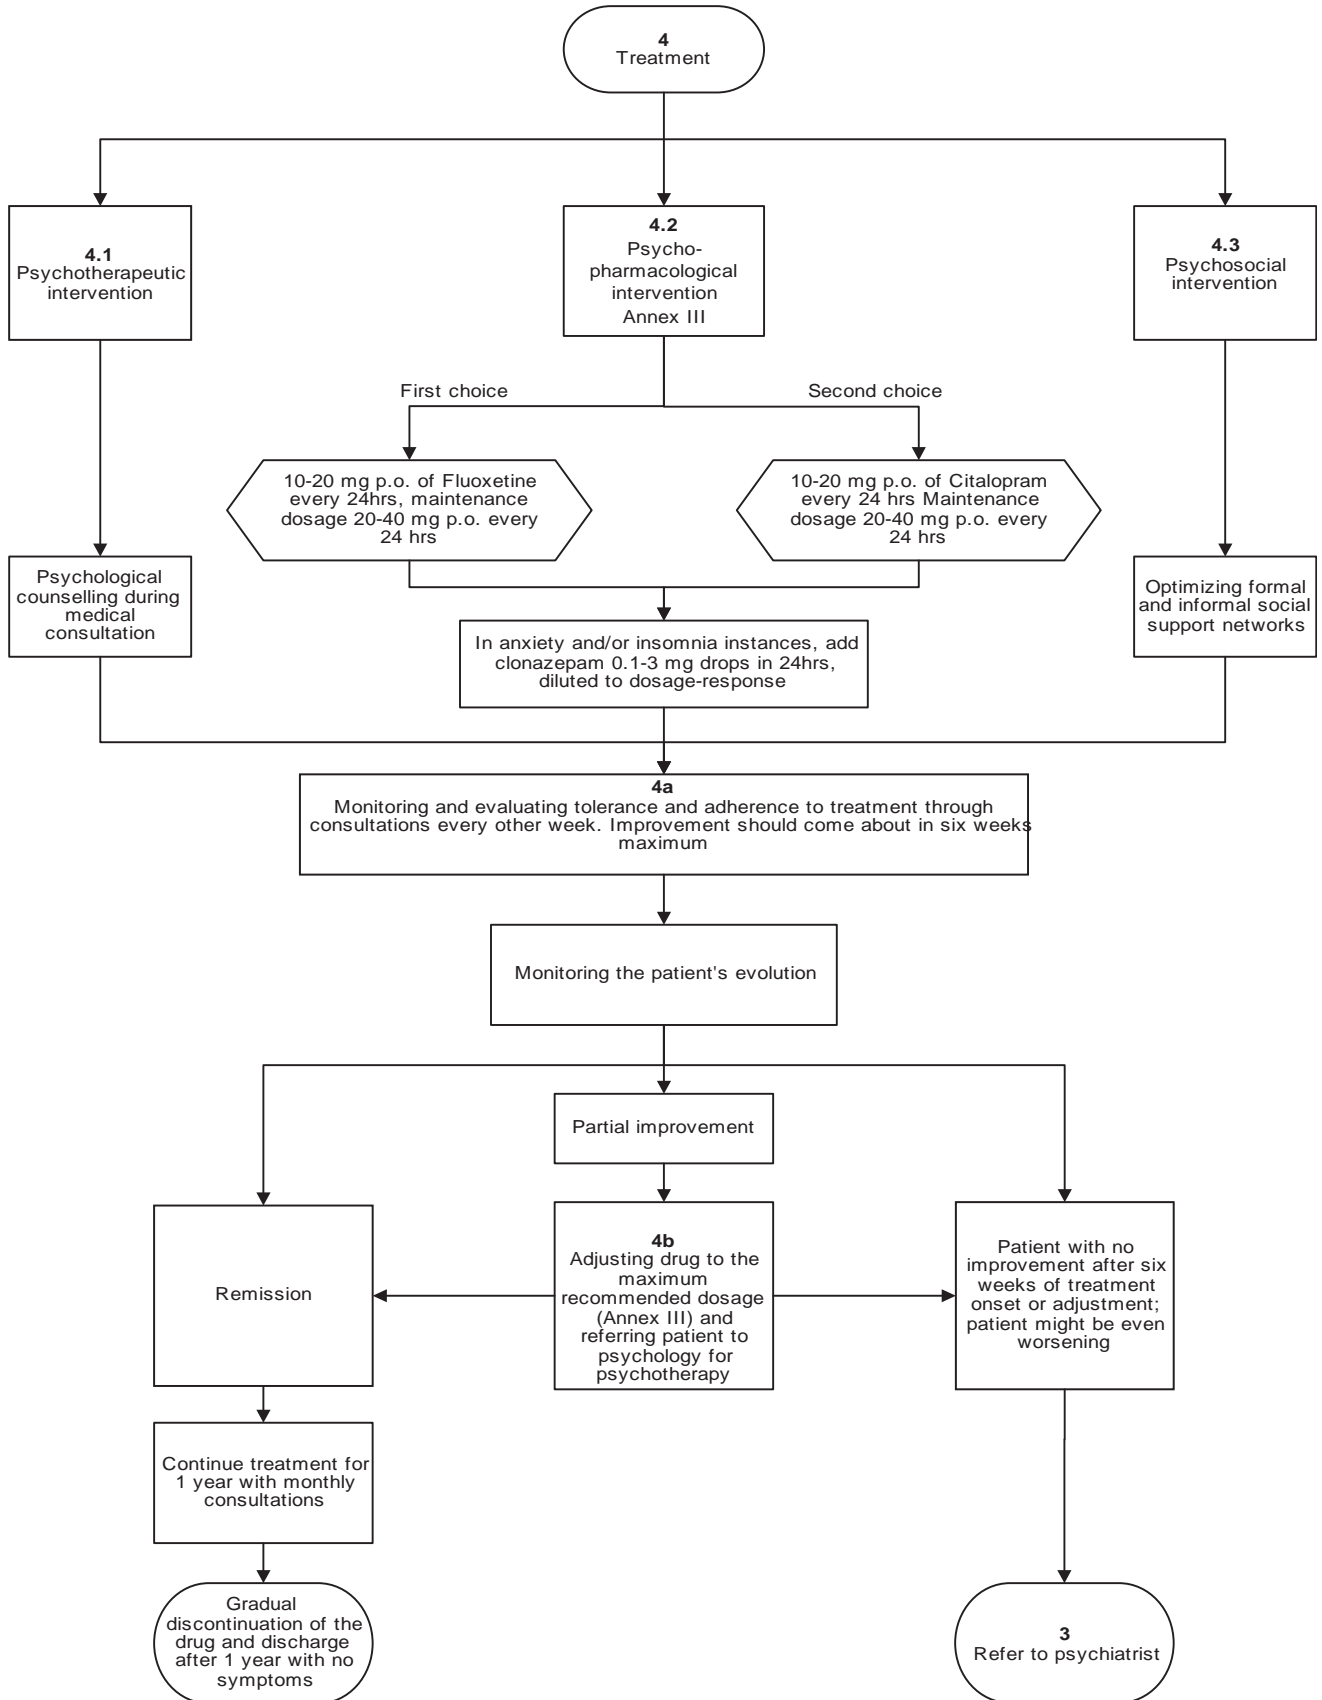 4
Treatment
4.1
Psychotherapeutic
intervention
4.2
Psycho-
pharmacological
intervention
Annex III
4.3
Psychosocial
intervention
First choice
Second choice
10-20 mg p.o. of Fluoxetine
every 24hrs, maintenance
dosage 20-40 mg p.o. every
24 hrs
10-20 mg p.o. of Citalopram
every 24 hrs Maintenance
dosage 20-40 mg p.o. every
24 hrs
Psychological
counselling during
medical
consultation
Optimizing formal
and informal social
support networks
In anxiety and/or insomnia instances, add
clonazepam 0.1-3 mg drops in 24hrs,
diluted to dosage-response
4a
Monitoring and evaluating tolerance and adherence to treatment through
consultations every other week. Improvement should come about in six weeks
maximum
Monitoring the patient's evolution
Partial improvement
Remission
4b
Adjusting drug to the
maximum
recommended dosage
(Annex III) and
referring patient to
psychology for
psychotherapy
Patient with no
improvement after six
weeks of treatment
onset or adjustment;
patient might be even
worsening
Continue treatment for
1 year with monthly
consultations
Gradual
discontinuation of the
drug and discharge
after 1 year with no
symptoms
3
Refer to psychiatrist